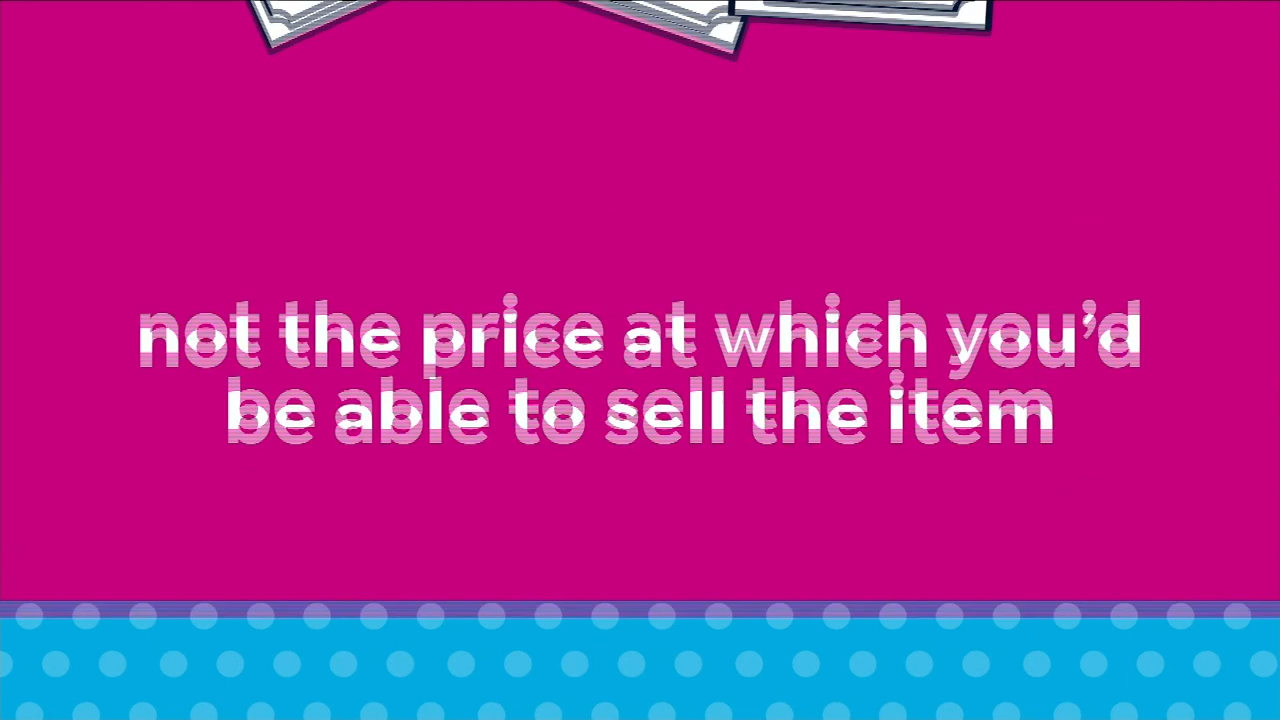 not the price at which you’d
be able to sell the item